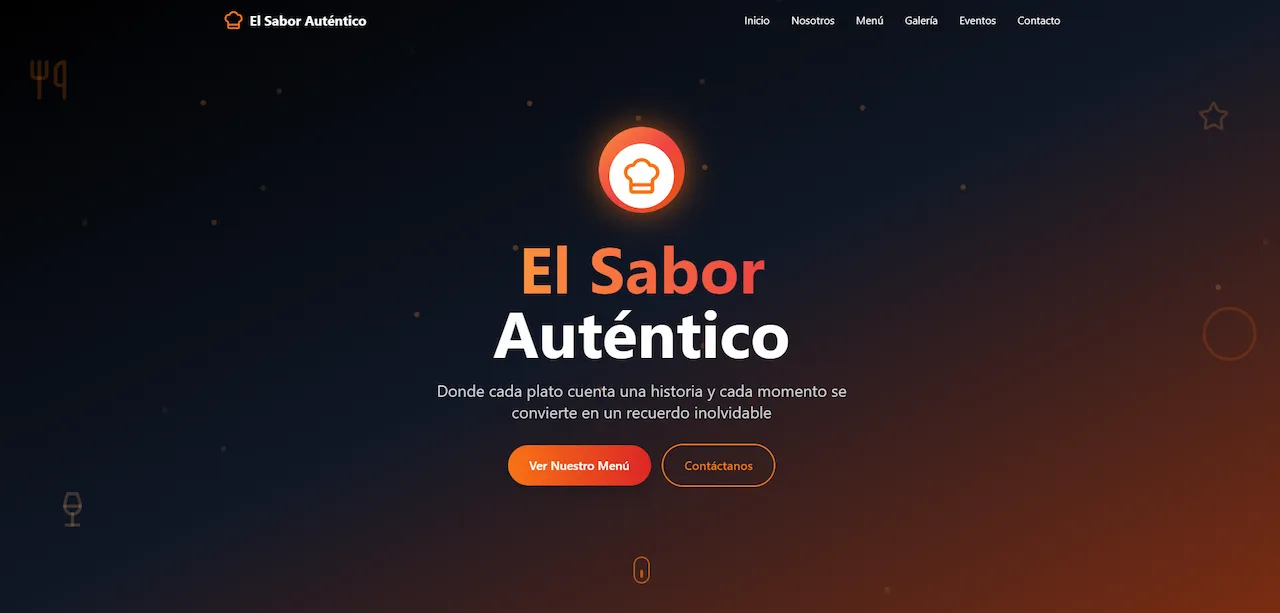 El Sabor Auténtico
Inicio Nosotros Menú Galería Eventos Contacto
El Sabor
Auténtico
Donde cada plato cuenta una historia y cada momento se
convierte en un recuerdo inolvidable
Ver Nuestro Menú
Contáctanos